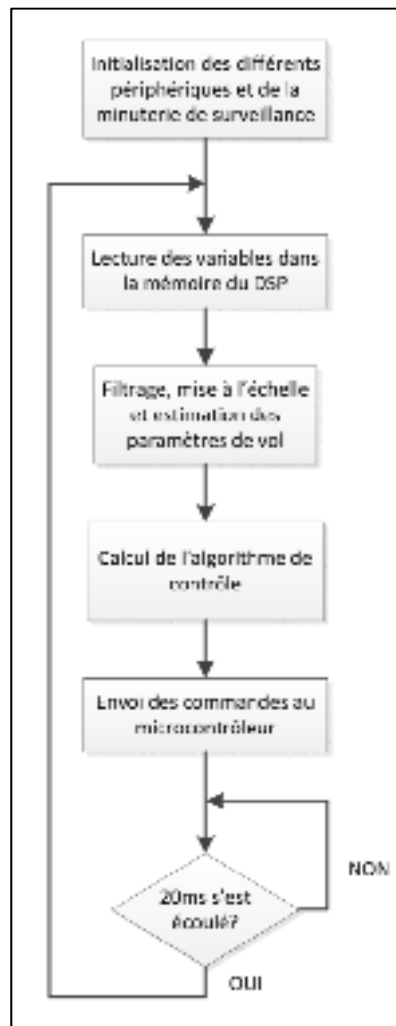 Initialisation des différents
périphériques et de la
minuterie de surveillance
Lecture des variables dans
la mémoire du DSP
Filtrage, mise à l'échelle
et estimation des
paramètres de vol
Calcul de l'algorithme de
contrôle
Envoi des commandes au
microcontrôleur
20ms s'est
écoulé?
NON
OUI